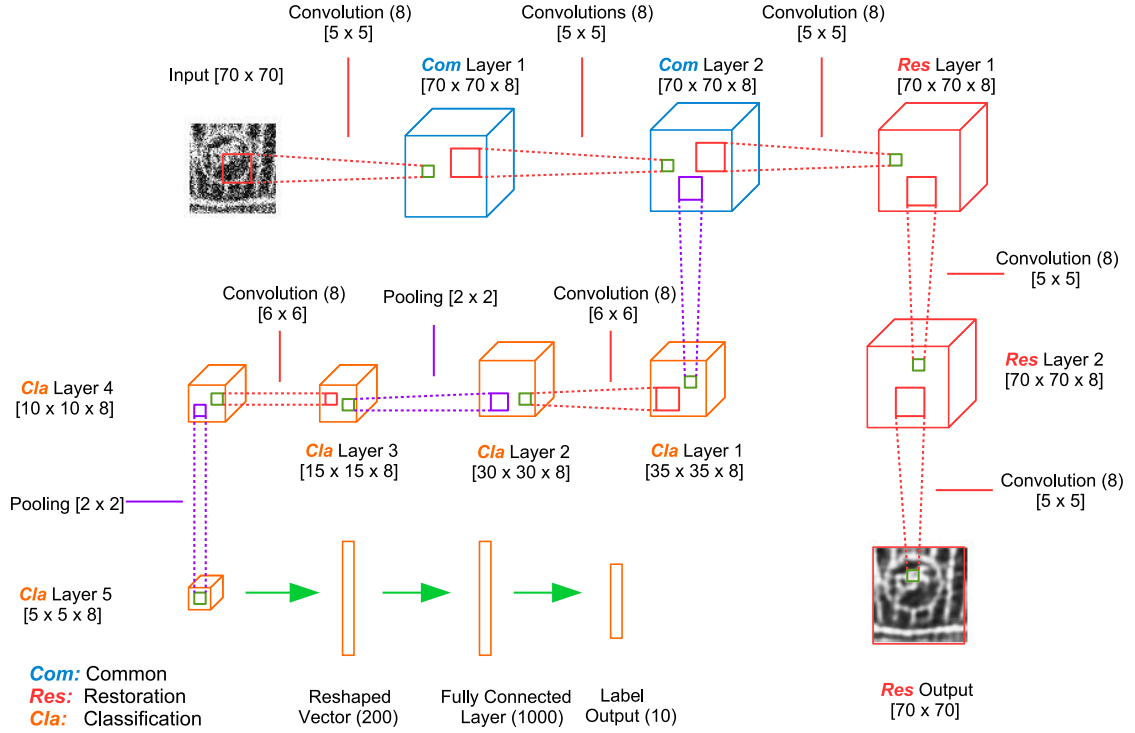 Convolution (8)
[5 x 5]
Convolutions (8)
[5 x 5]
Convolution (8)
[5 x 5]
Input [70 x 70]
Com Layer 1
[70 x 70 x 8]
Com Layer 2
[70 x 70 x 8]
Res Layer 1
[70 x 70 x 8]
Convolution (8)
[5 x 5]
Convolution (8)
[6 x 6]
Pooling [2 x 2]
Convolution (8)
[6 x 6]
Res Layer 2
[70 x 70 x 8]
Cla Layer 4
[10 x 10 x 8]
Cla Layer 3
[15 x 15 x 8]
Cla Layer 2
[30 x 30 x 8]
Cla Layer 1
[35 x 35 x 8]
Convolution (8)
[5 x 5]
Pooling [2 x 2]
Cla Layer 5
[5 x 5 x 8]
Com: Common
Res: Restoration
Cla: Classification
Reshaped
Vector (200)
Fully Connected
Layer (1000)
Label
Output (10)
Res Output
[70 x 70]